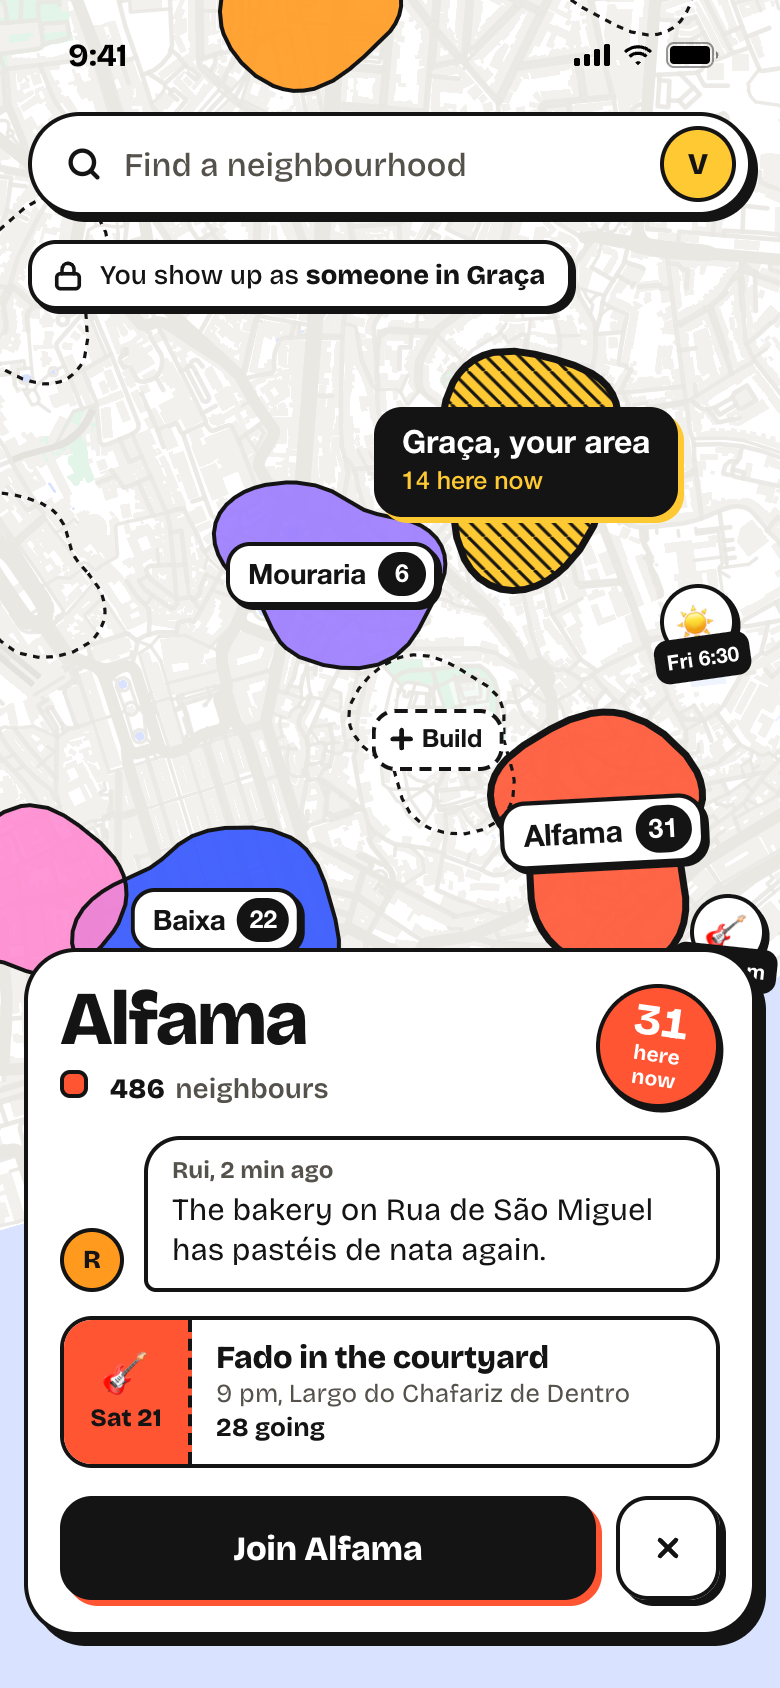 9:41
Find a neighbourhood
V
You show up as someone in Graça
Graça, your area
14 here now
Mouraria 6
Fri 6:30
+ Build
Alfama 31
Baixa 22
m
Alfama
31
here
now
486 neighbours
Rui, 2 min ago
The bakery on Rua de São Miguel
has pastéis de nata again.
R
Fado in the courtyard
9 pm, Largo do Chafariz de Dentro
Sat 21
28 going
Join Alfama